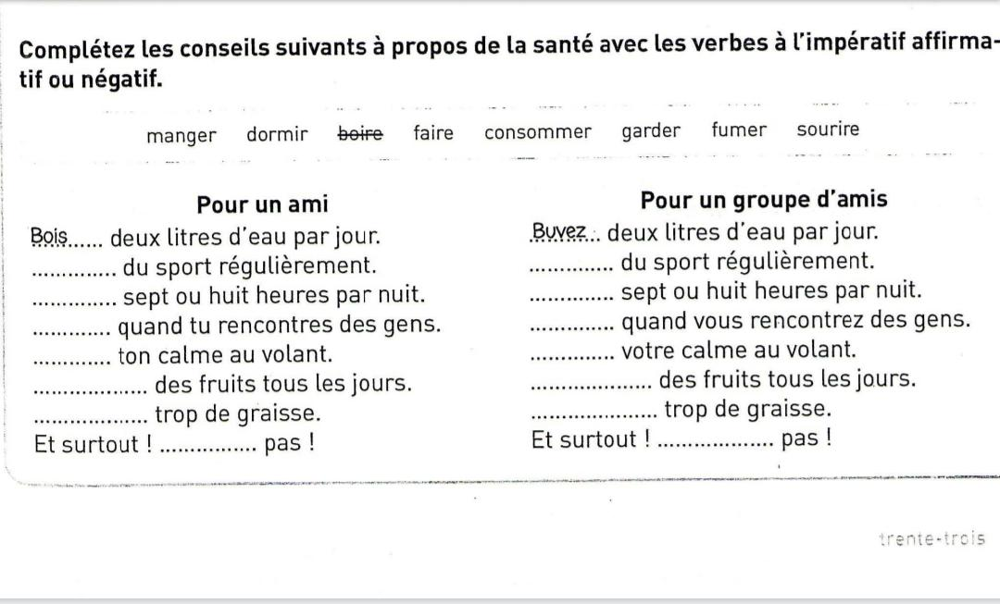 Complétez les conseils suivants à propos de la santé avec les verbes à l'impératif affirma-
tif ou négatif.
manger dormir boire faire consommer garder fumer sourire
Pour un ami
Bois...... deux litres d'eau par jour.
.............. du sport régulièrement.
.............. sept ou huit heures par nuit.
............. quand tu rencontres des gens.
............. ton calme au volant.
................... des fruits tous les jours.
................... trop de graisse.
Et surtout ! ................ pas !
Pour un groupe d'amis
Buvez... deux litres d'eau par jour.
.............. du sport régulièrement.
.............. sept ou huit heures par nuit.
.............. quand vous rencontrez des gens.
.............. votre calme au volant.
.................... des fruits tous les jours.
..................... trop de graisse.
Et surtout ! ................... pas !
trente-trois